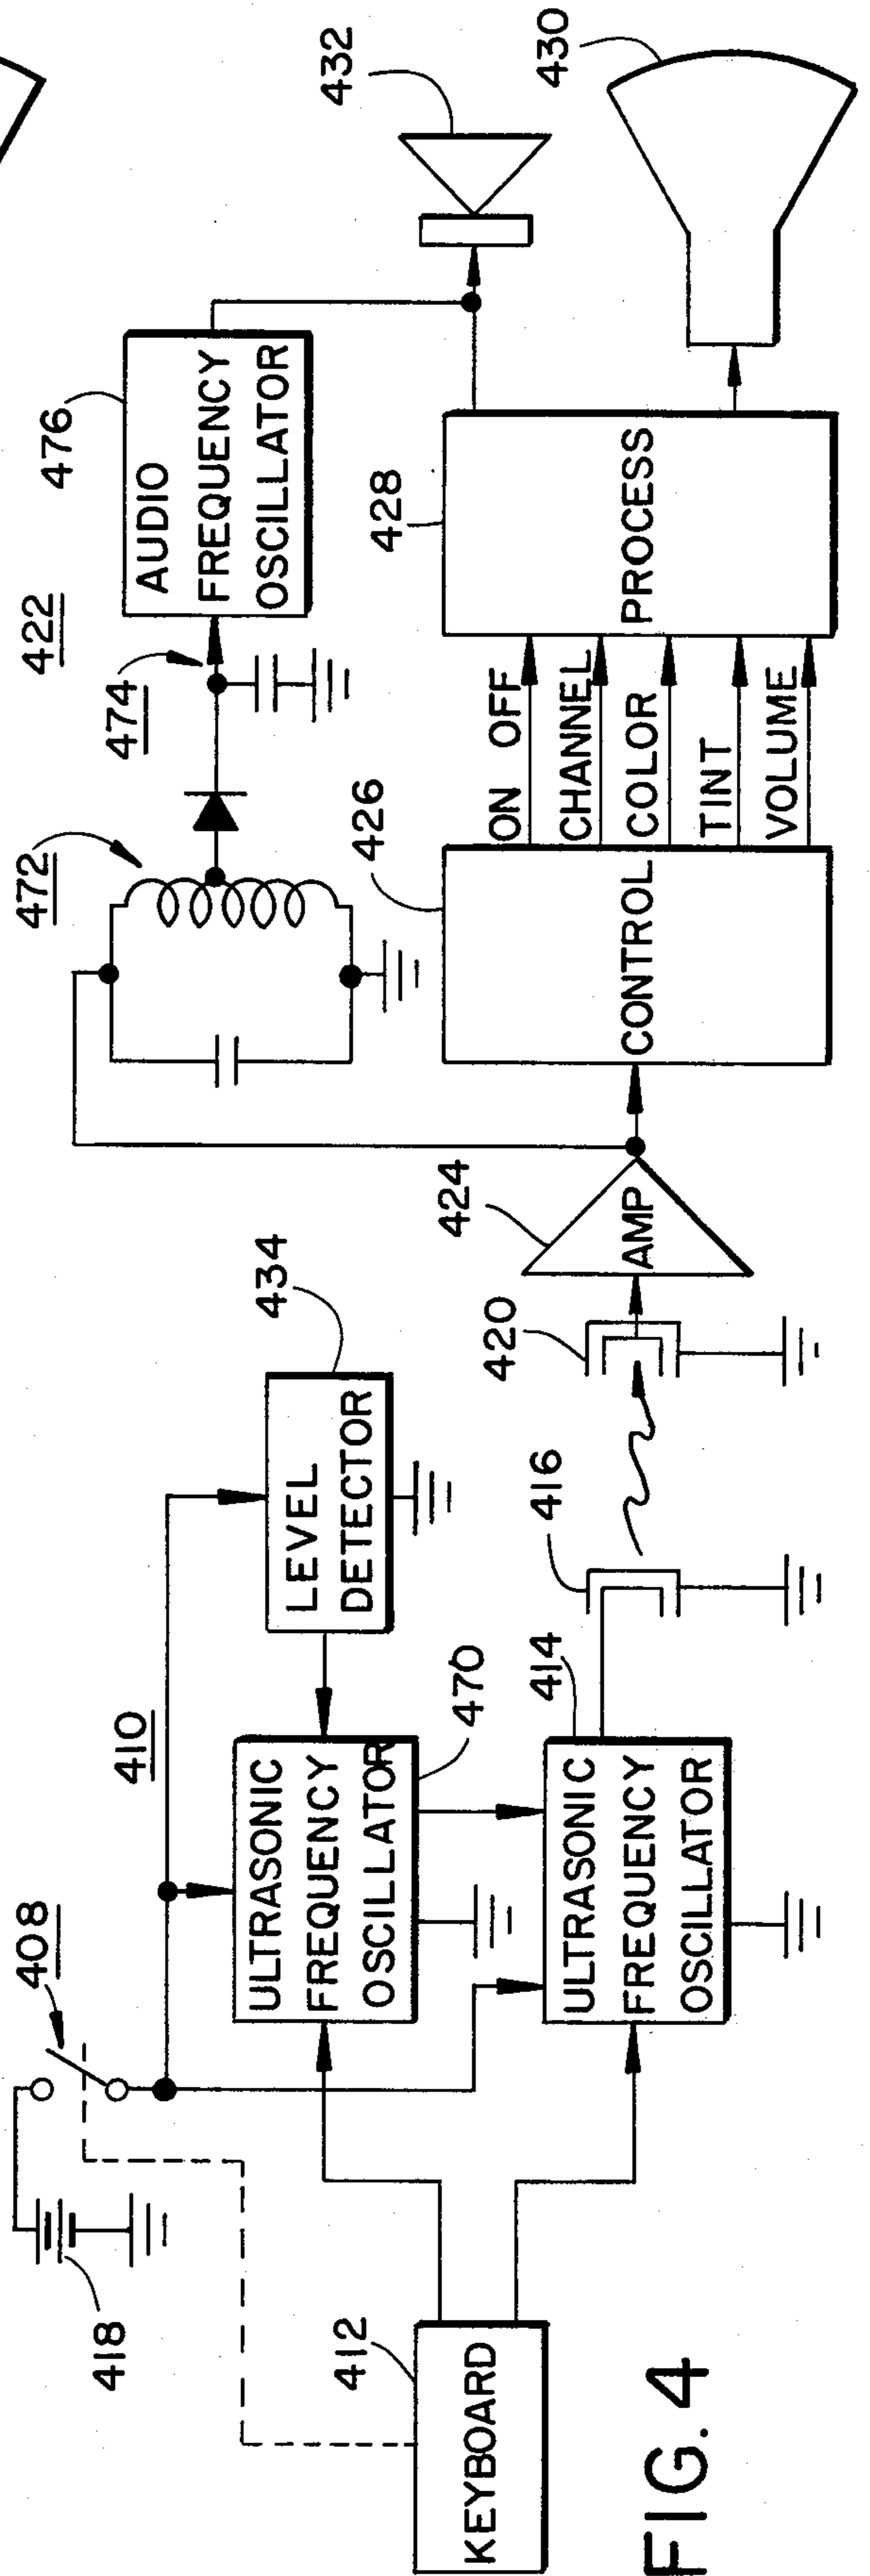 418
408
410
412
KEYBOARD
ULTRASONIC
FREQUENCY
OSCILLATOR
470
LEVEL
DETECTOR
434
ULTRASONIC
FREQUENCY
OSCILLATOR
414
416
420
424
AMP
472
474
422
476
AUDIO
FREQUENCY
OSCILLATOR
426
CONTROL
ON OFF
CHANNEL
COLOR
TINT
VOLUME
428
PROCESS
432
430
FIG. 4